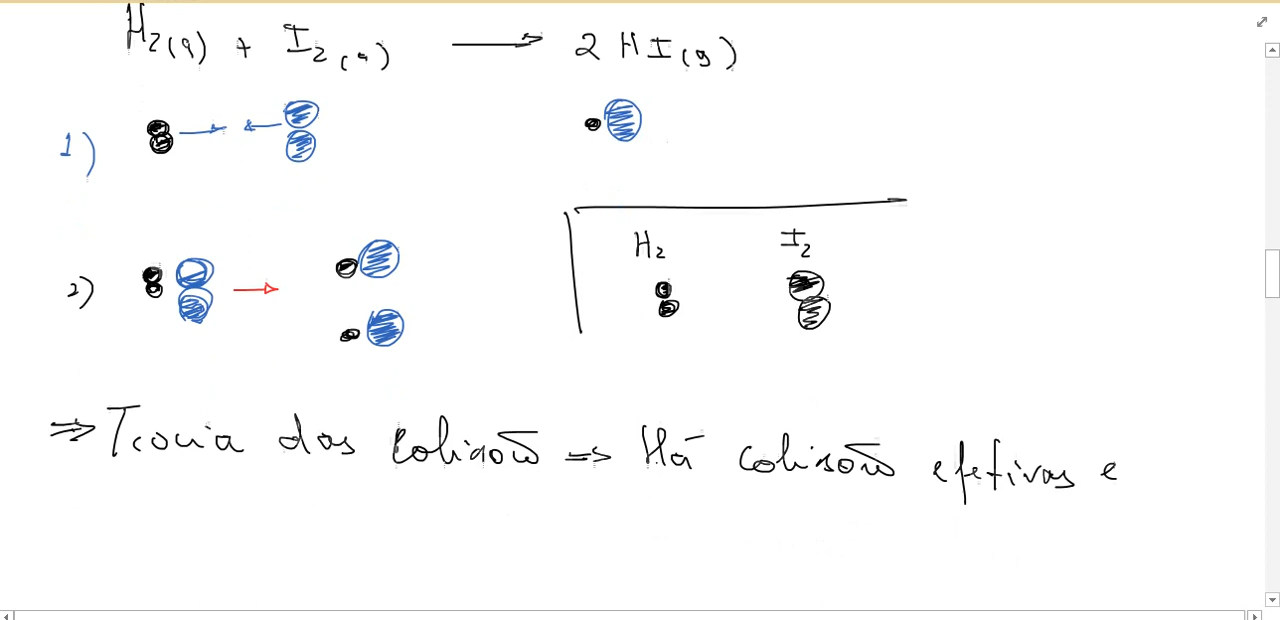 H₂(g) + I₂(g) → 2 HI(g)
1)
H₂ I₂
2)
⇒ Teoria das colisões ⇒ Há colisões efetivas e